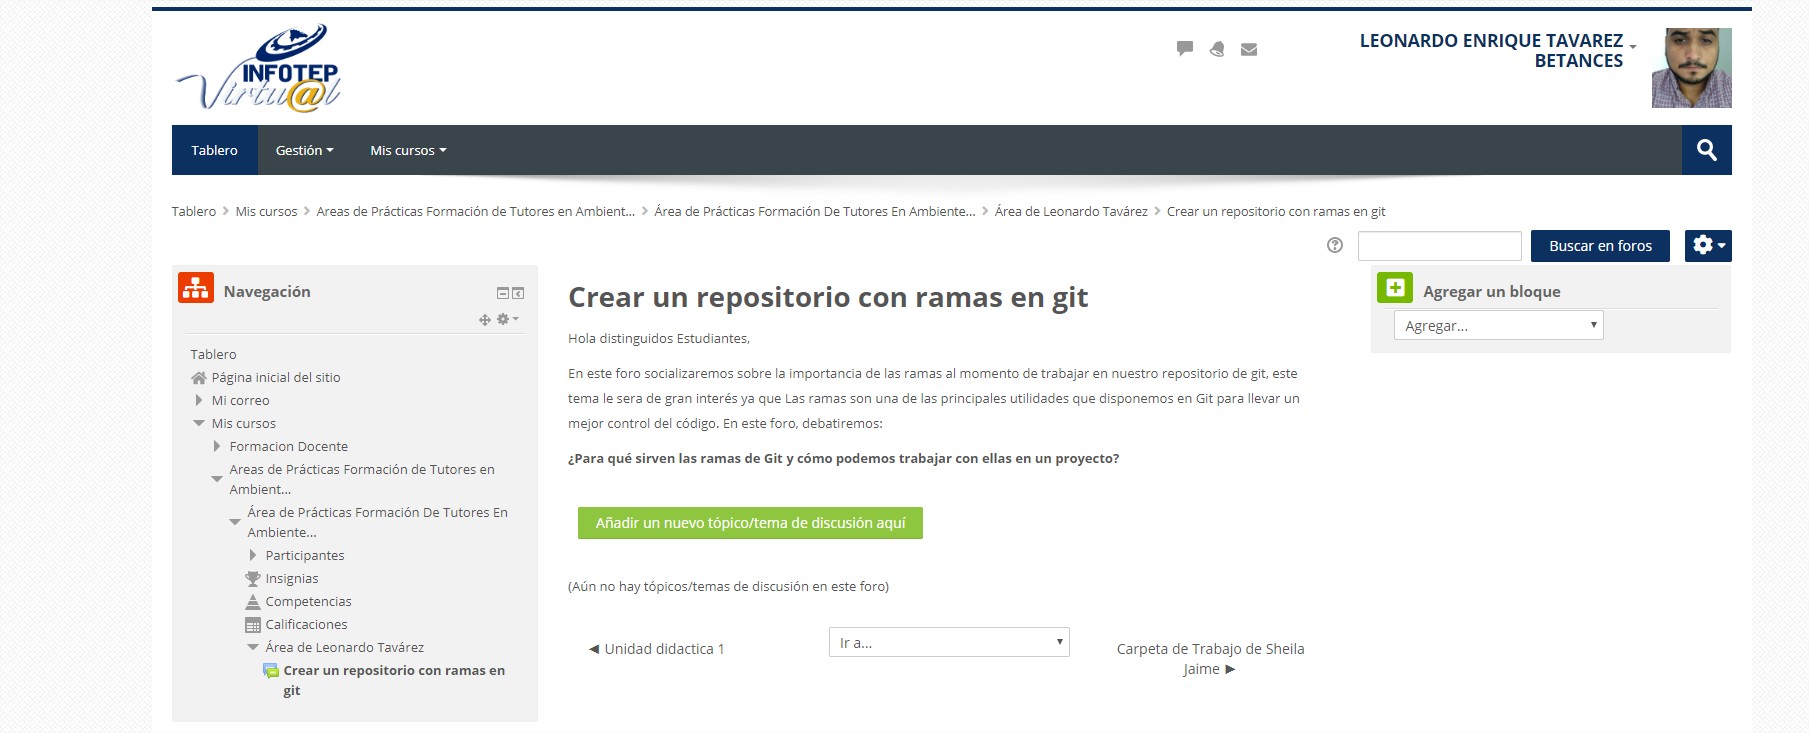 INFOTEP
Virtu@l
LEONARDO ENRIQUE TAVAREZ
BETANCES
Tablero
Gestión
Mis cursos
Tablero > Mis cursos > Areas de Prácticas Formación de Tutores en Ambient... > Área de Prácticas Formación De Tutores En Ambiente... > Área de Leonardo Tavárez > Crear un repositorio con ramas en git
Buscar en foros
Navegación
Tablero
Página inicial del sitio
Mi correo
Mis cursos
Formacion Docente
Areas de Prácticas Formación de Tutores en
Ambient...
Área de Prácticas Formación De Tutores En
Ambiente...
Participantes
Insignias
Competencias
Calificaciones
Área de Leonardo Tavárez
Crear un repositorio con ramas en
git
Crear un repositorio con ramas en git
Hola distinguidos Estudiantes,
En este foro socializaremos sobre la importancia de las ramas al momento de trabajar en nuestro repositorio de git, este
tema le sera de gran interés ya que Las ramas son una de las principales utilidades que disponemos en Git para llevar un
mejor control del código. En este foro, debatiremos:
¿Para qué sirven las ramas de Git y cómo podemos trabajar con ellas en un proyecto?
Añadir un nuevo tópico/tema de discusión aquí
(Aún no hay tópicos/temas de discusión en este foro)
◄ Unidad didactica 1
Ir a...
Carpeta de Trabajo de Sheila
Jaime ►
Agregar un bloque
Agregar...